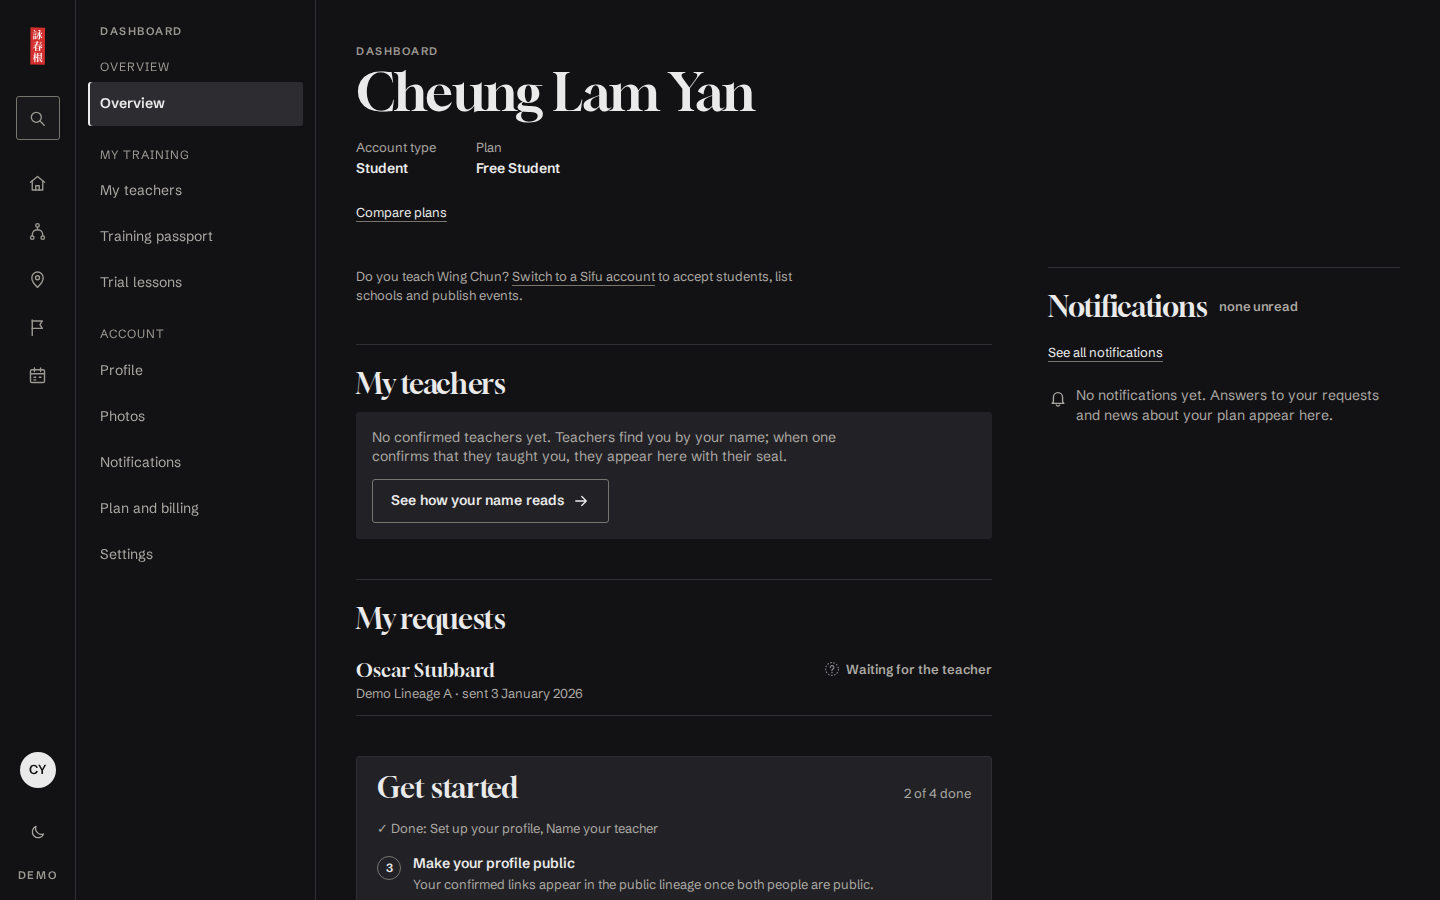 詠春根
DASHBOARD
OVERVIEW
Overview
MY TRAINING
My teachers
Training passport
Trial lessons
ACCOUNT
Profile
Photos
Notifications
Plan and billing
Settings
CY
DEMO
DASHBOARD
Cheung Lam Yan
Account type
Student
Plan
Free Student
Compare plans
Do you teach Wing Chun? Switch to a Sifu account to accept students, list
schools and publish events.
My teachers
No confirmed teachers yet. Teachers find you by your name; when one
confirms that they taught you, they appear here with their seal.
See how your name reads →
My requests
Oscar Stubbard
Waiting for the teacher
Demo Lineage A · sent 3 January 2026
Get started
2 of 4 done
✓ Done: Set up your profile, Name your teacher
3
Make your profile public
Your confirmed links appear in the public lineage once both people are public.
Notifications
none unread
See all notifications
No notifications yet. Answers to your requests
and news about your plan appear here.